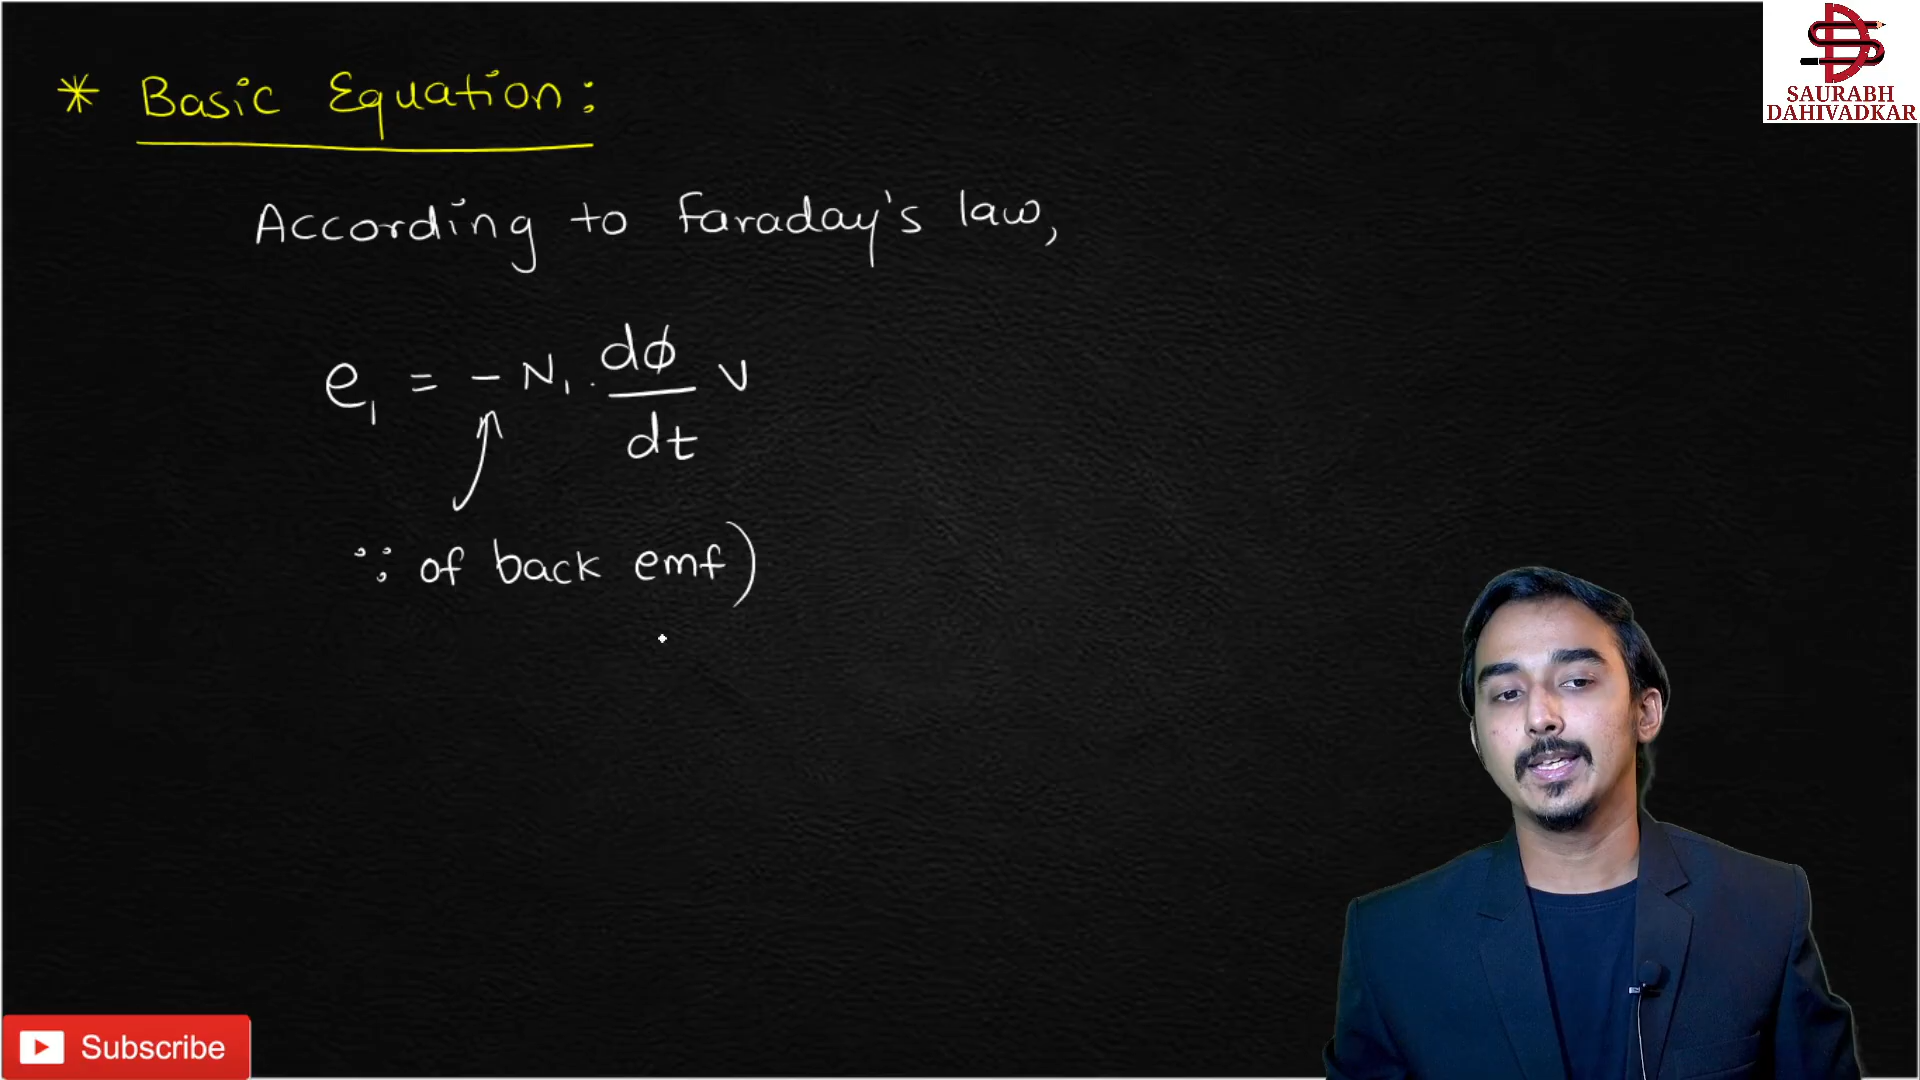 * Basic Equation:
SAURABH
DAHIVADKAR
According to Faraday's law,
e₁ = - N₁ . dφ/dt V
∵ of back emf)
Subscribe